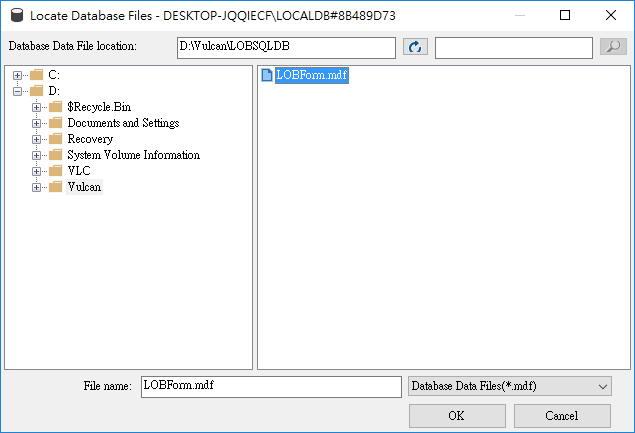 Locate Database Files - DESKTOP-JQQIECF\LOCALDB#8B489D73
Database Data File location:
D:\Vulcan\LOBSQLDB
C:
D:
$Recycle.Bin
Documents and Settings
Recovery
System Volume Information
VLC
Vulcan
LOBForm.mdf
File name:
LOBForm.mdf
Database Data Files(*.mdf)
OK
Cancel